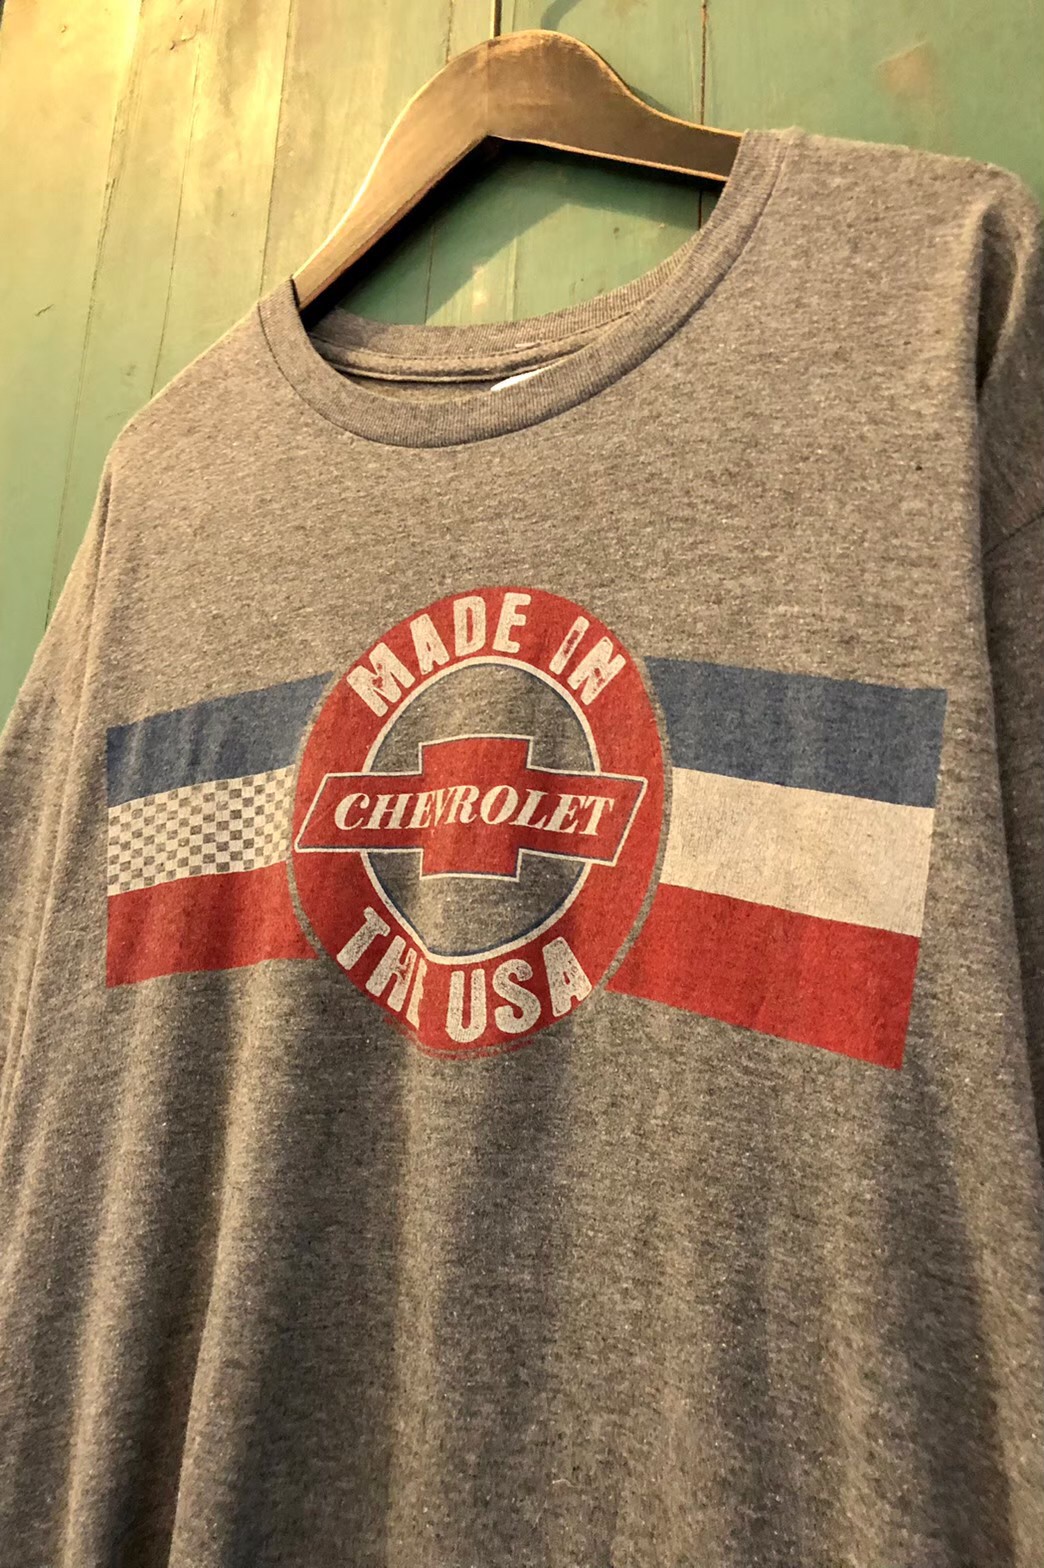 MADE IN
CHEVROLET
THE USA